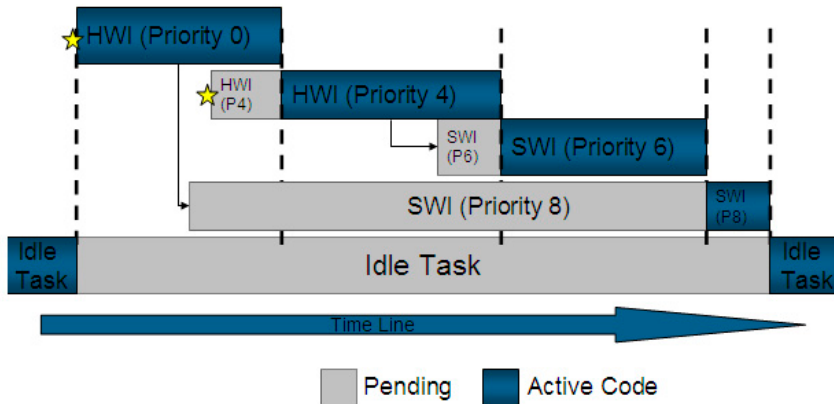 HWI (Priority 0)
HWI
(P4)
HWI (Priority 4)
SWI
(P6)
SWI (Priority 6)
SWI (Priority 8)
SWI
(P8)
Idle
Task
Idle Task
Idle
Task
Time Line
Pending
Active Code